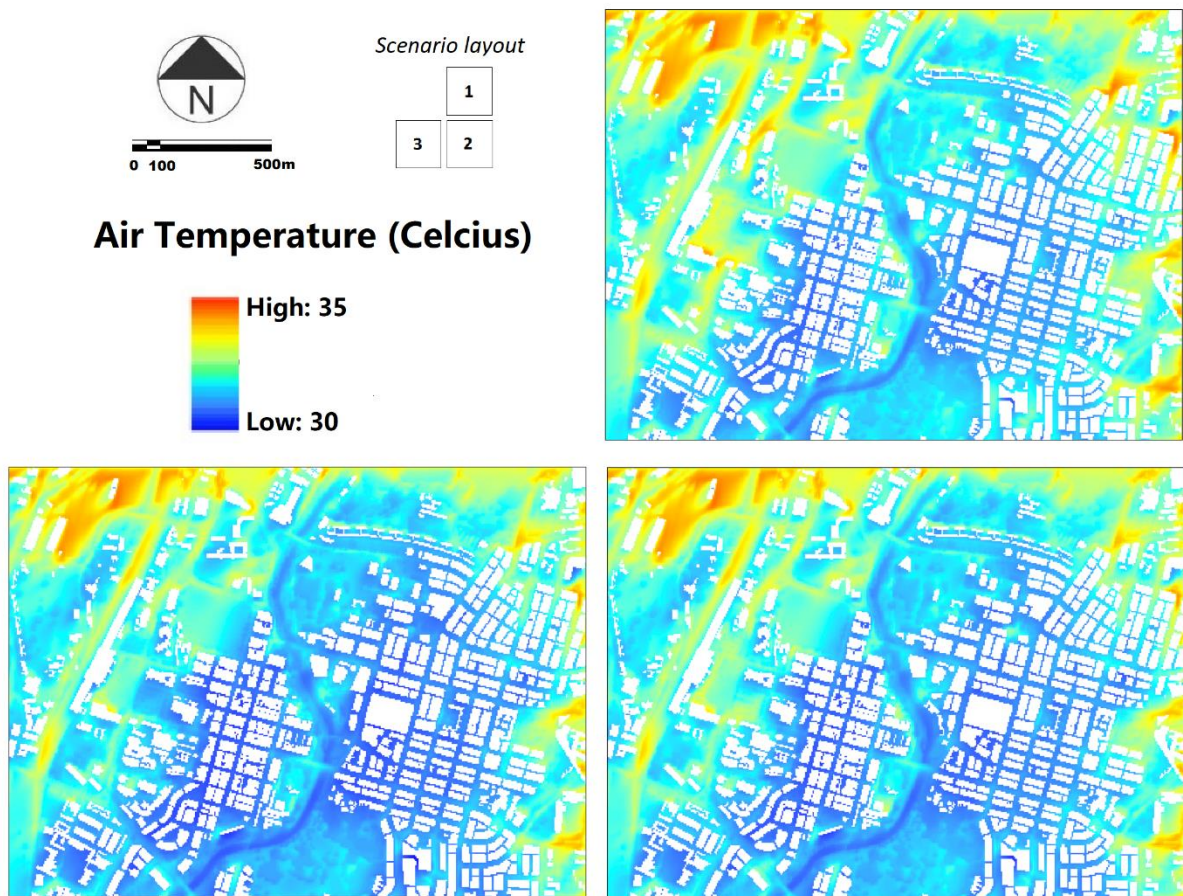 N
0 100 500m
Scenario layout
1
3 2
Air Temperature (Celcius)
High: 35
Low: 30